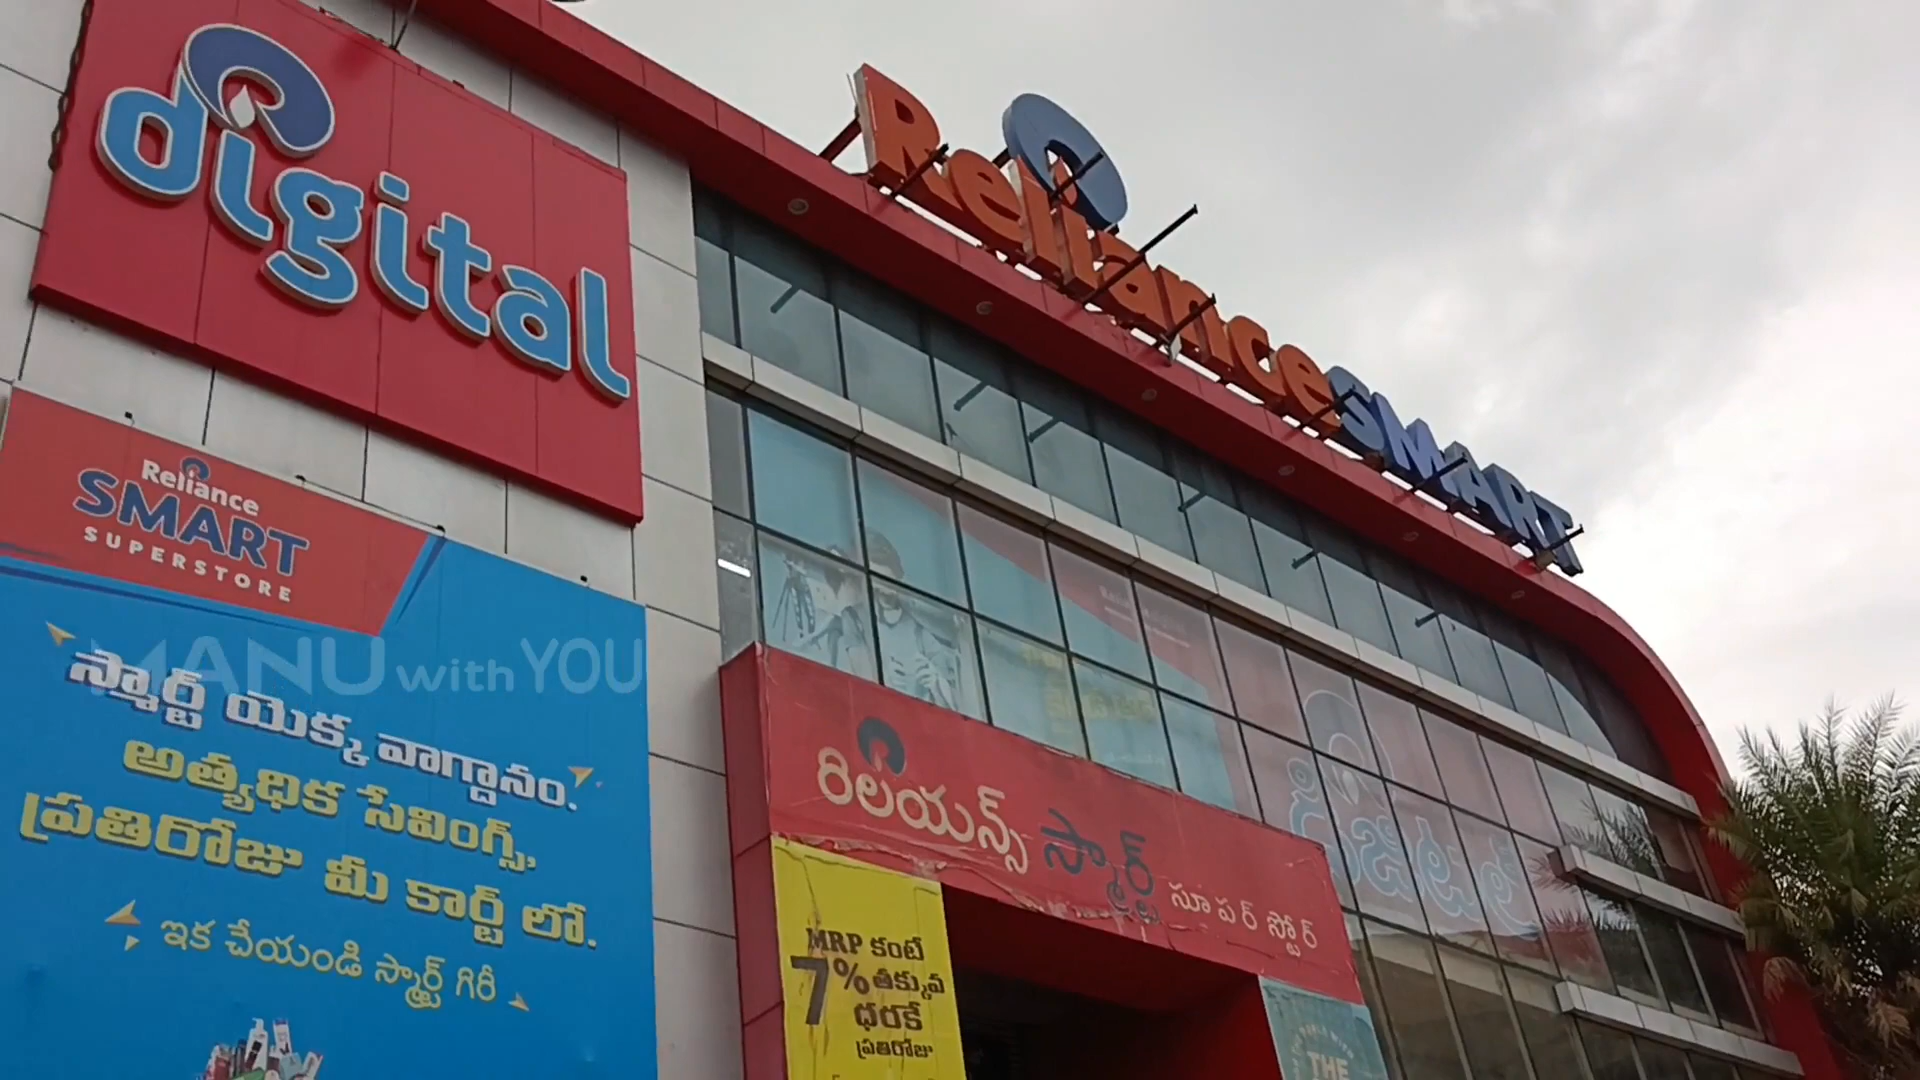 digital
Reliance SMART
Reliance
SMART
SUPERSTORE
MANU with YOU
స్మార్ట్ యొక్క వాగ్దానం.
అత్యధిక సేవింగ్స్,
ప్రతిరోజు మీ కార్ట్ లో.
ఇక చేయండి స్మార్ట్ గిరీ
రిలయన్స్ స్మార్ట్ సూపర్ స్టోర్
MRP కంటే
7% తక్కువ
ధరకే
ప్రతిరోజు
డిజిటల్
THE